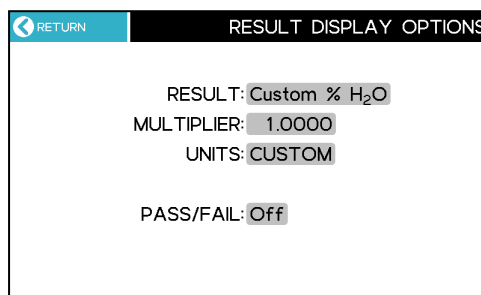 RETURN RESULT DISPLAY OPTIONS
RESULT: Custom % H₂O
MULTIPLIER: 1.0000
UNITS: CUSTOM
PASS/FAIL: Off